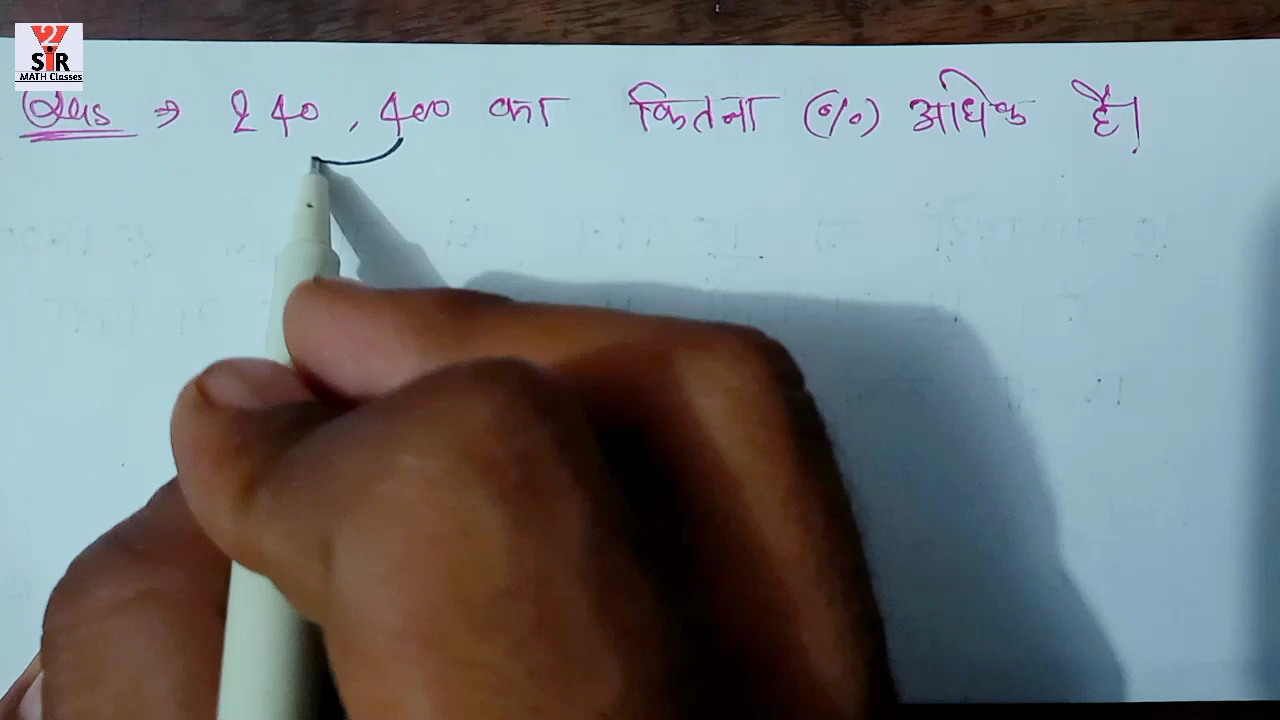 2
Y
SIR
MATH Classes
Ques ⇒ 240, 400 का कितना (%) अधिक है।